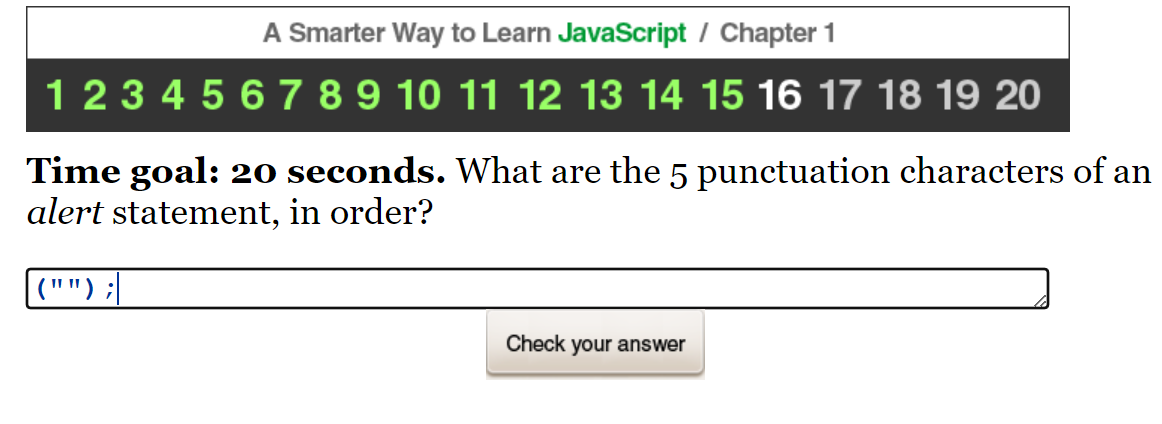 A Smarter Way to Learn JavaScript / Chapter 1
1 2 3 4 5 6 7 8 9 10 11 12 13 14 15 16 17 18 19 20
Time goal: 20 seconds. What are the 5 punctuation characters of an
alert statement, in order?
("");
Check your answer